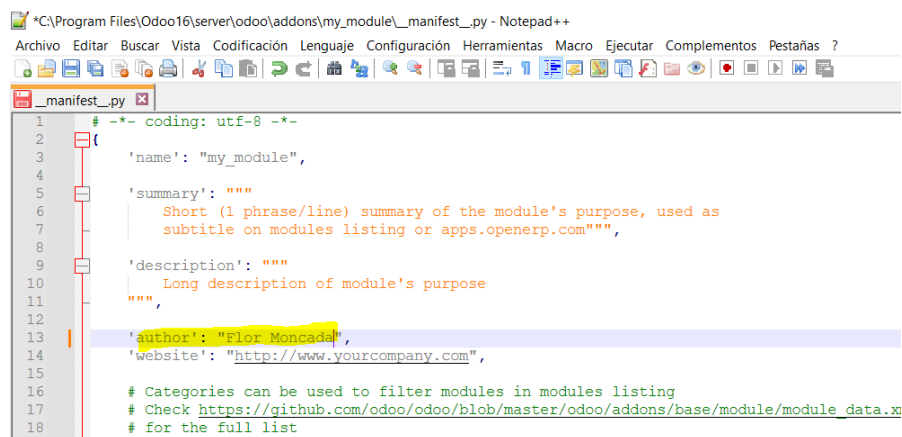 *C:\Program Files\Odoo16\server\odoo\addons\my_module\__manifest__.py - Notepad++
Archivo Editar Buscar Vista Codificación Lenguaje Configuración Herramientas Macro Ejecutar Complementos Pestañas ?
__manifest__.py
1 # -*- coding: utf-8 -*-
2 {
3 'name': "my_module",
4
5 'summary': """
6 Short (1 phrase/line) summary of the module's purpose, used as
7 subtitle on modules listing or apps.openerp.com""",
8
9 'description': """
10 Long description of module's purpose
11 """,
12
13 'author': "Flor Moncada",
14 'website': "http://www.yourcompany.com",
15
16 # Categories can be used to filter modules in modules listing
17 # Check https://github.com/odoo/odoo/blob/master/odoo/addons/base/module/module_data.x
18 # for the full list